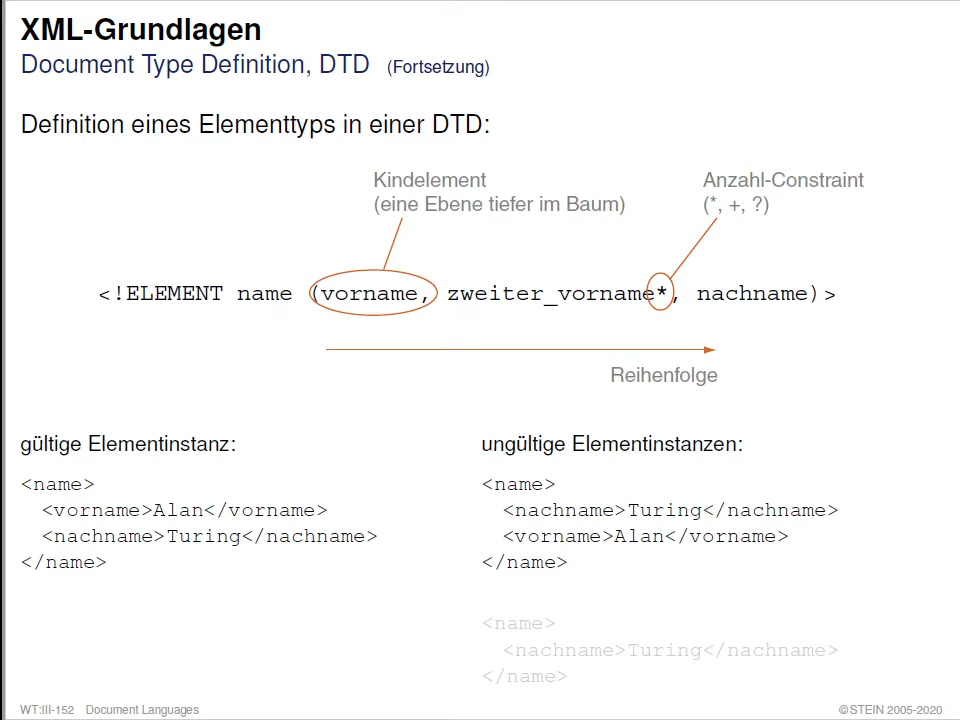 XML-Grundlagen
Document Type Definition, DTD (Fortsetzung)
Definition eines Elementtyps in einer DTD:
Kindelement
(eine Ebene tiefer im Baum)
Anzahl-Constraint
(*, +, ?)
<!ELEMENT name (vorname, zweiter_vorname*, nachname)>
Reihenfolge
gültige Elementinstanz:
<name>
<vorname>Alan</vorname>
<nachname>Turing</nachname>
</name>
ungültige Elementinstanzen:
<name>
<nachname>Turing</nachname>
<vorname>Alan</vorname>
</name>
<name>
<nachname>Turing</nachname>
</name>
WT:III-152 Document Languages
©STEIN 2005-2020